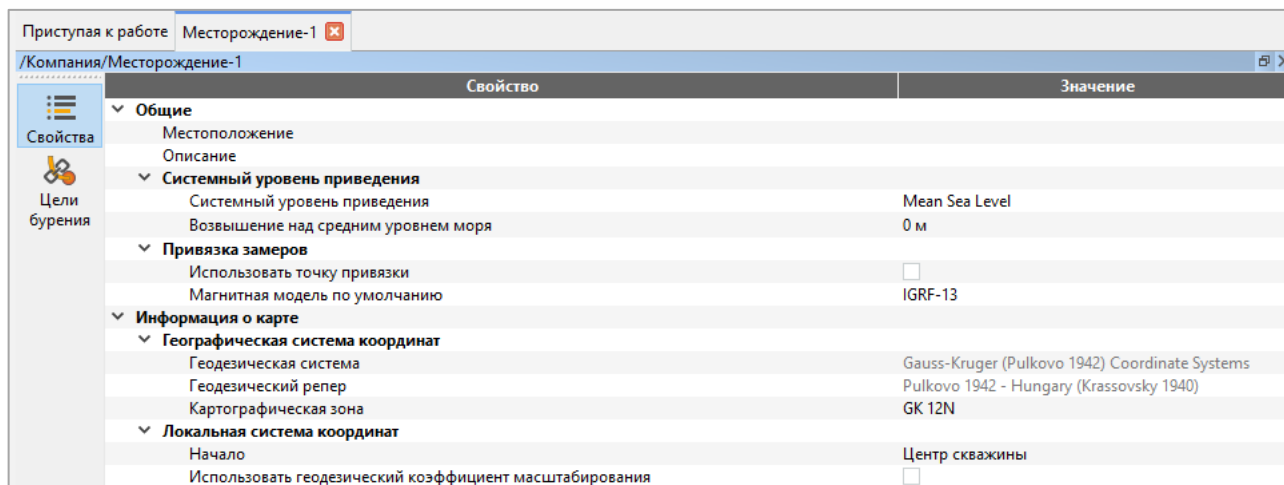 Приступая к работе Месторождение-1
/Компания/Месторождение-1
Свойство Значение
Общие
Свойства Местоположение
Описание
Цели бурения
Системный уровень приведения
Системный уровень приведения Mean Sea Level
Возвышение над средним уровнем моря 0 м
Привязка замеров
Использовать точку привязки
Магнитная модель по умолчанию IGRF-13
Информация о карте
Географическая система координат
Геодезическая система Gauss-Kruger (Pulkovo 1942) Coordinate Systems
Геодезический репер Pulkovo 1942 - Hungary (Krassovsky 1940)
Картографическая зона GK 12N
Локальная система координат
Начало Центр скважины
Использовать геодезический коэффициент масштабирования